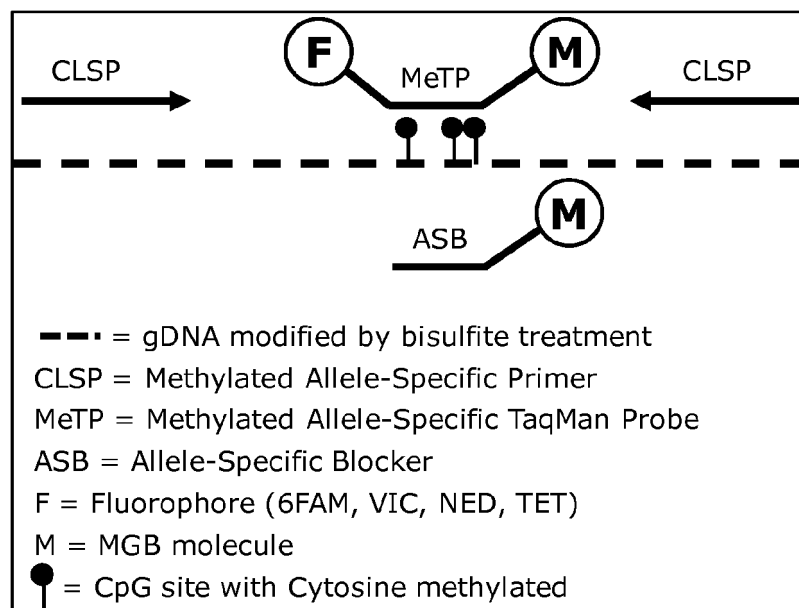 F
M
CLSP
MeTP
CLSP
M
ASB
= gDNA modified by bisulfite treatment
CLSP = Methylated Allele-Specific Primer
MeTP = Methylated Allele-Specific TaqMan Probe
ASB = Allele-Specific Blocker
F = Fluorophore (6FAM, VIC, NED, TET)
M = MGB molecule
= CpG site with Cytosine methylated